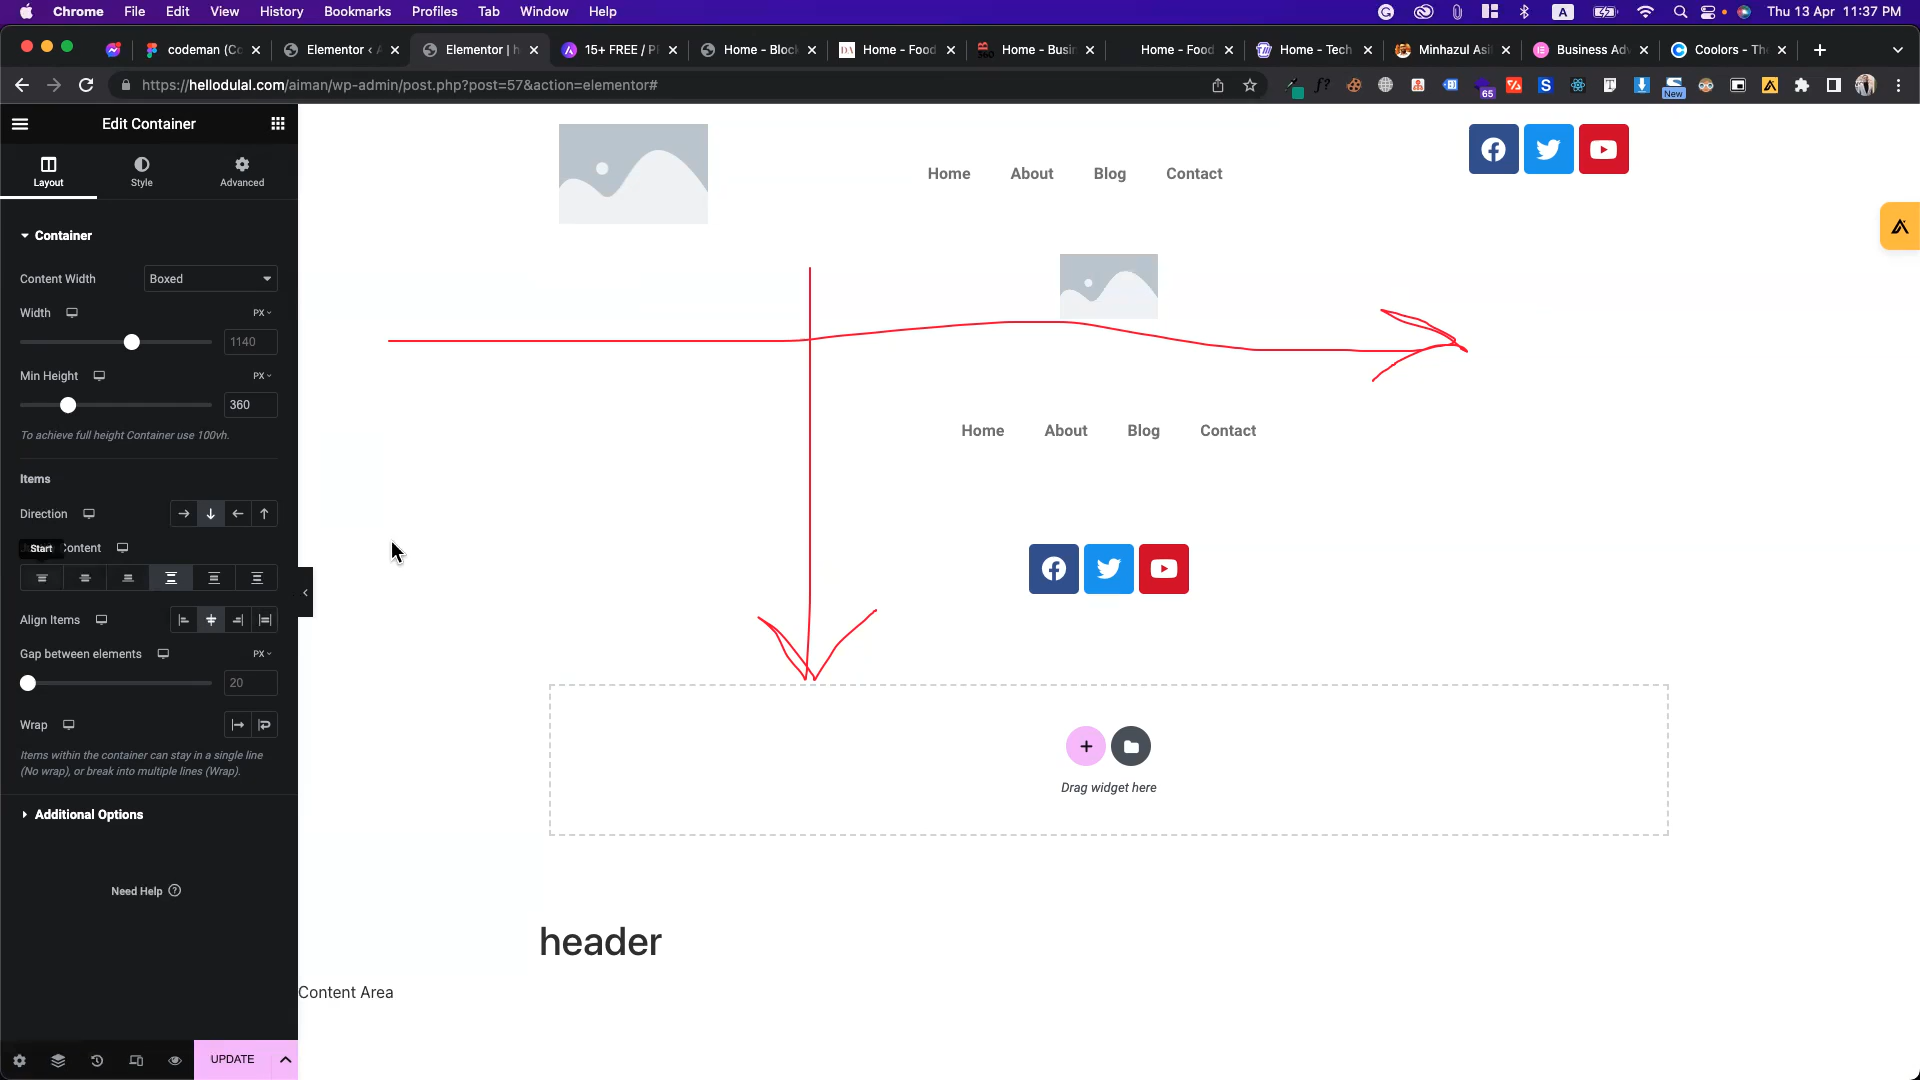 Chrome File Edit View History Bookmarks Profiles Tab Window Help
A
Thu 13 Apr 11:37 PM
codeman (Co
Elementor ‹ A
Elementor | h
15+ FREE / P
Home - Block
Home - Food
Home - Busi
Home - Food
Home - Tech
Minhazul Asi
Business Adv
Coolors - The
https://hellodulal.com/aiman/wp-admin/post.php?post=57&action=elementor#
f?
65
New
Edit Container
Layout
Style
Advanced
Container
Content Width
Boxed
Width
PX
1140
Min Height
PX
360
To achieve full height Container use 100vh.
Items
Direction
Start
Content
Align Items
Gap between elements
PX
20
Wrap
Items within the container can stay in a single line
(No wrap), or break into multiple lines (Wrap).
Additional Options
Need Help
UPDATE
Home About Blog Contact
Home About Blog Contact
Drag widget here
header
Content Area